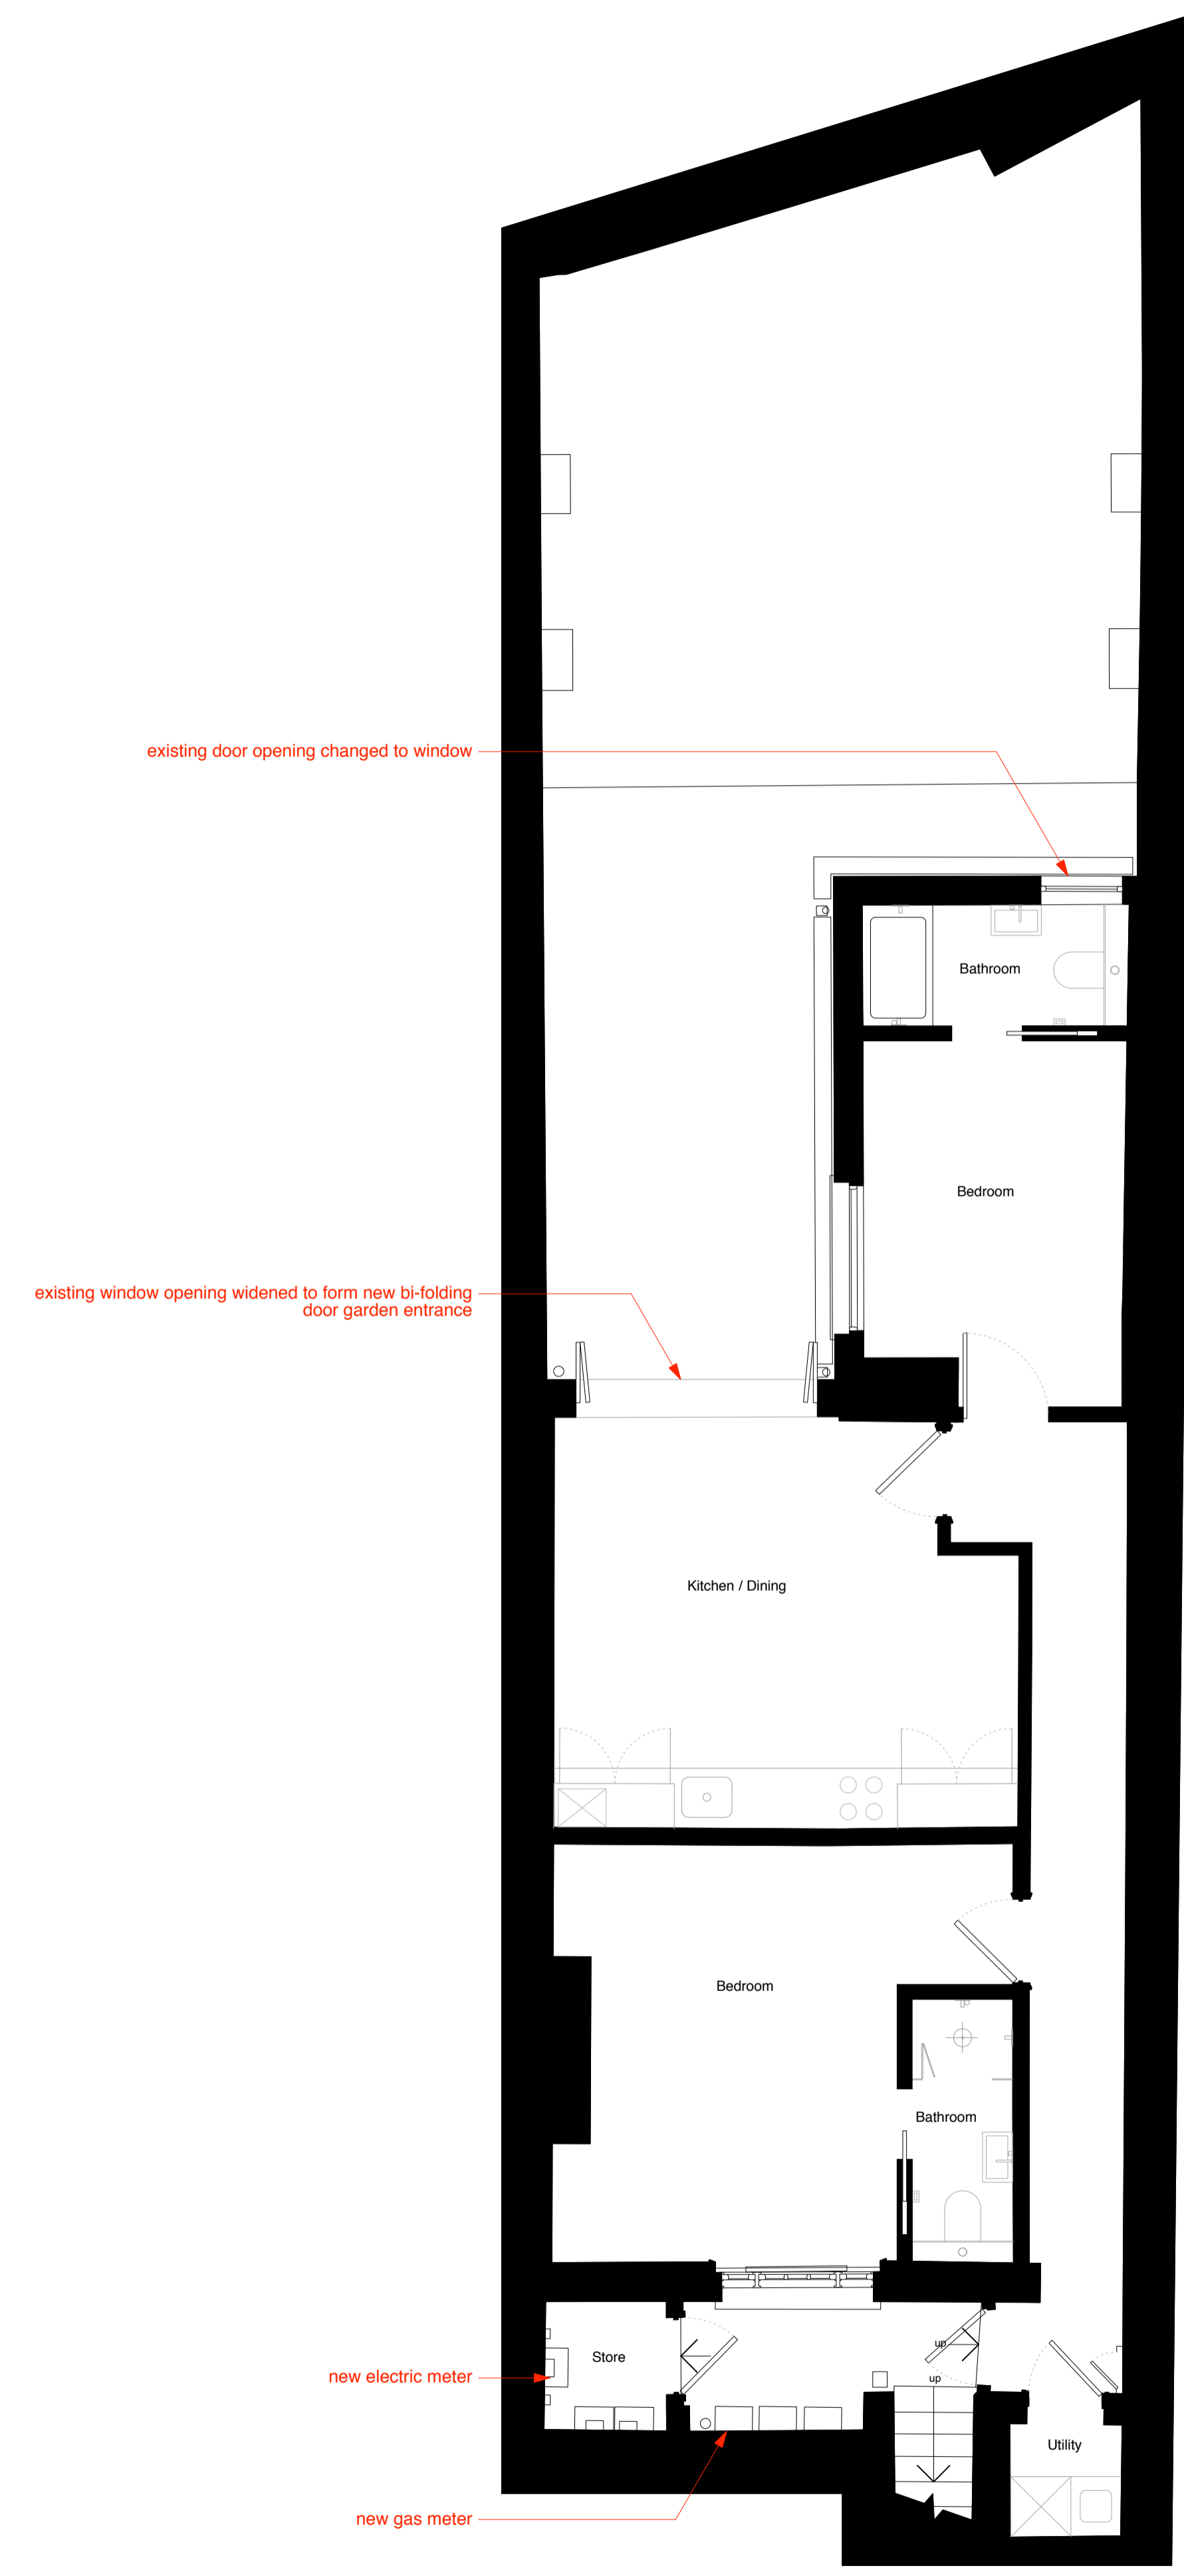 existing door opening changed to window
Bathroom
Bedroom
existing window opening widened to form new bi-folding
door garden entrance
Kitchen / Dining
Bedroom
Bathroom
up
Store
new electric meter
up
Utility
new gas meter